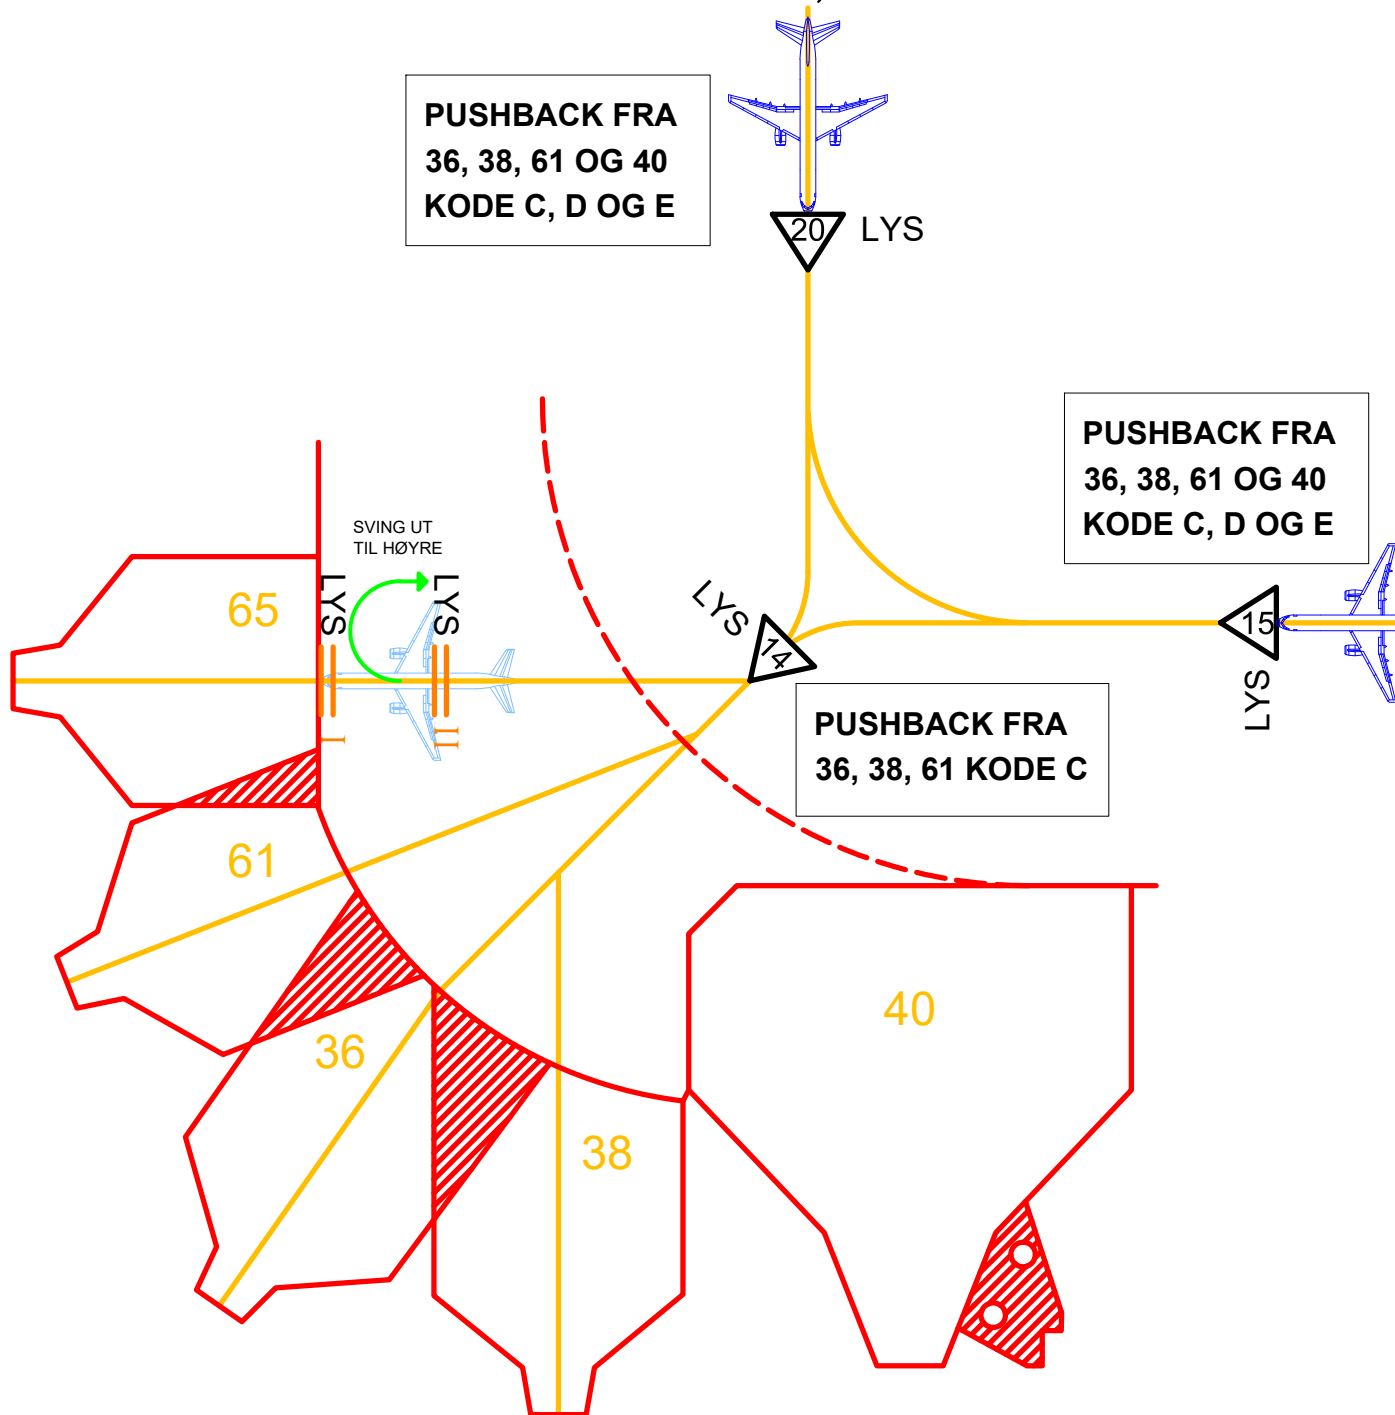 PUSHBACK FRA
36, 38, 61 OG 40
KODE C, D OG E
20 LYS
PUSHBACK FRA
36, 38, 61 OG 40
KODE C, D OG E
SVING UT
TIL HØYRE
LYS
LYS
65
I
II
LYS
14
15
LYS
PUSHBACK FRA
36, 38, 61 KODE C
61
36
38
40